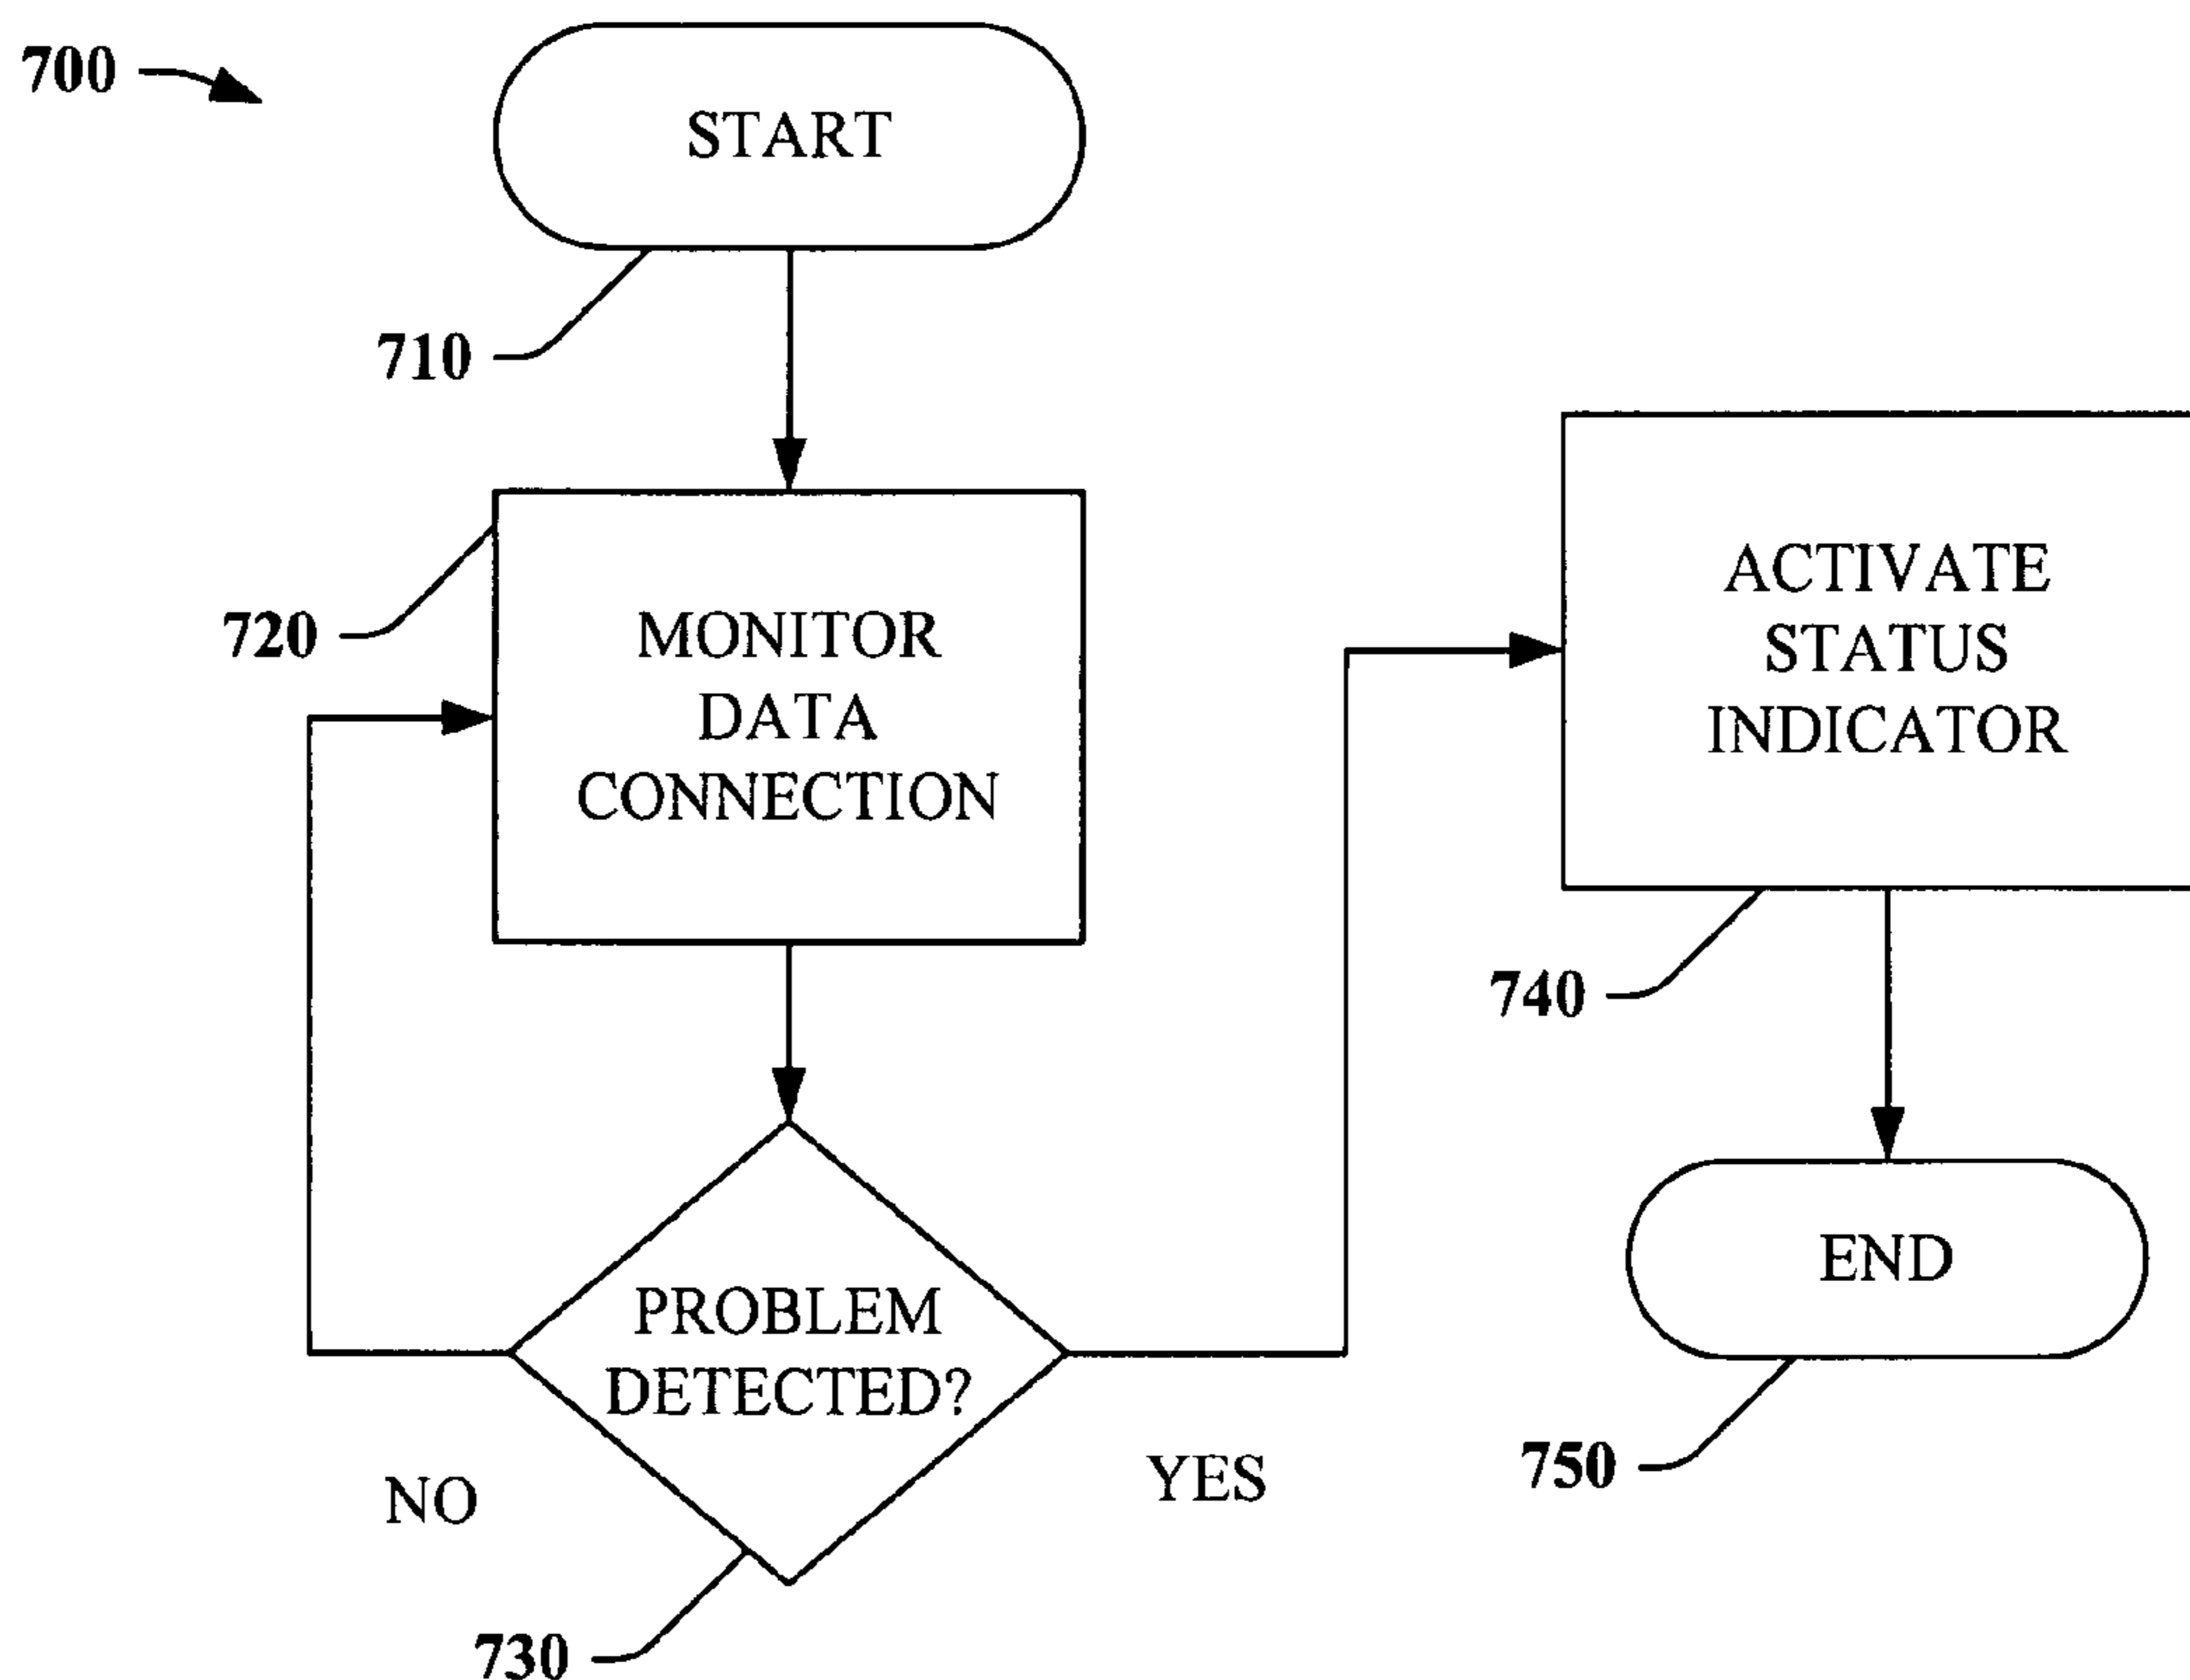 700
START
710
720
MONITOR
DATA
CONNECTION
ACTIVATE
STATUS
INDICATOR
740
PROBLEM
DETECTED?
NO
YES
730
END
750